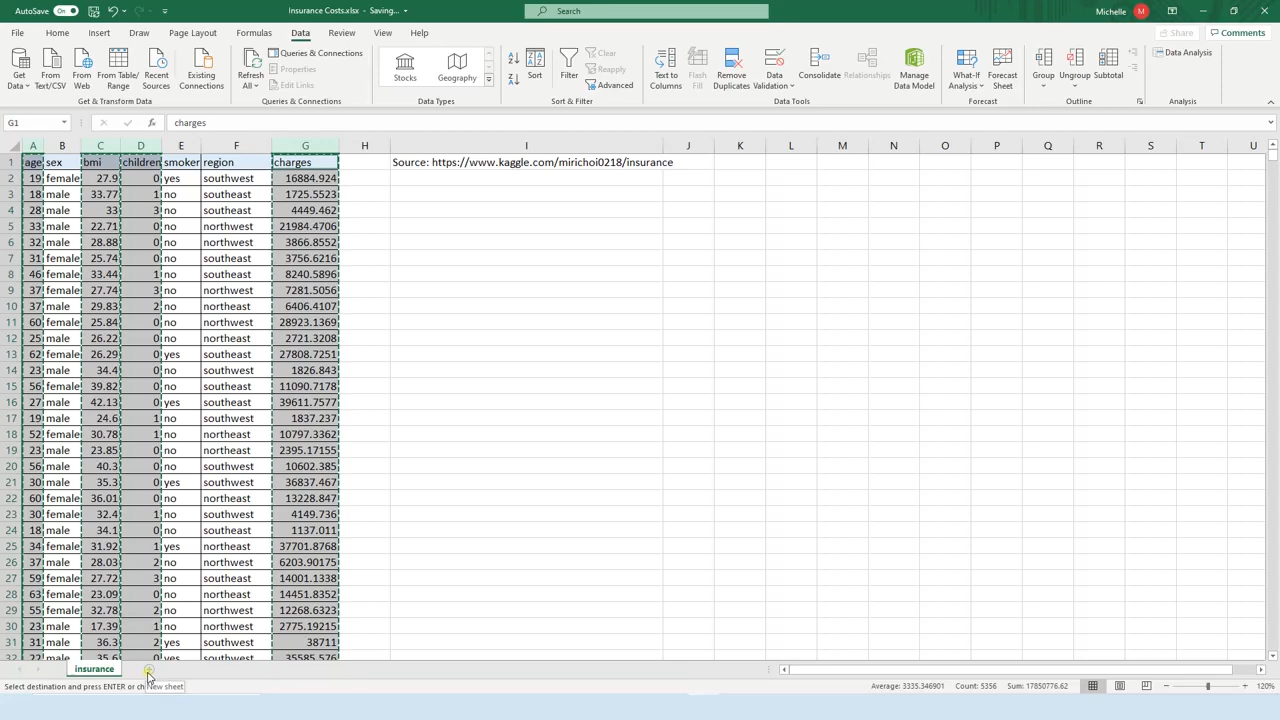 AutoSave On Insurance Costs.xlsx - Saving... Search Michelle M
File Home Insert Draw Page Layout Formulas Data Review View Help Share Comments
Get Data From Text/CSV From Web From Table/Range Recent Sources Existing Connections Refresh All Queries & Connections Properties Edit Links Stocks Geography Sort Filter Clear Reapply Advanced Text to Columns Flash Fill Remove Duplicates Data Validation Consolidate Relationships Manage Data Model What-If Analysis Forecast Sheet Group Ungroup Subtotal Data Analysis
Get & Transform Data Queries & Connections Data Types Sort & Filter Data Tools Forecast Outline Analysis
G1 fx charges
A B C D E F G H I J K L M N O P Q R S T U
1 age sex bmi children smoker region charges Source: https://www.kaggle.com/mirichoi0218/insurance
2 19 female 27.9 0 yes southwest 16884.924
3 18 male 33.77 1 no southeast 1725.5523
4 28 male 33 3 no southeast 4449.462
5 33 male 22.71 0 no northwest 21984.4706
6 32 male 28.88 0 no northwest 3866.8552
7 31 female 25.74 0 no southeast 3756.6216
8 46 female 33.44 1 no southeast 8240.5896
9 37 female 27.74 3 no northwest 7281.5056
10 37 male 29.83 2 no northeast 6406.4107
11 60 female 25.84 0 no northwest 28923.1369
12 25 male 26.22 0 no northeast 2721.3208
13 62 female 26.29 0 yes southeast 27808.7251
14 23 male 34.4 0 no southwest 1826.843
15 56 female 39.82 0 no southeast 11090.7178
16 27 male 42.13 0 yes southeast 39611.7577
17 19 male 24.6 1 no southwest 1837.237
18 52 female 30.78 1 no northeast 10797.3362
19 23 male 23.85 0 no northeast 2395.17155
20 56 male 40.3 0 no southwest 10602.385
21 30 male 35.3 0 yes southwest 36837.467
22 60 female 36.01 0 no northeast 13228.847
23 30 female 32.4 1 no southwest 4149.736
24 18 male 34.1 0 no southeast 1137.011
25 34 female 31.92 1 yes northeast 37701.8768
26 37 male 28.03 2 no northwest 6203.90175
27 59 female 27.72 3 no southeast 14001.1338
28 63 female 23.09 0 no northeast 14451.8352
29 55 female 32.78 2 no northwest 12268.6323
30 23 male 17.39 1 no northwest 2775.19215
31 31 male 36.3 2 yes southwest 38711
32 22 male 35.6 0 yes southwest 35585.576
insurance
Select destination and press ENTER or ch New sheet Average: 3335.346901 Count: 5356 Sum: 17850776.62 120%